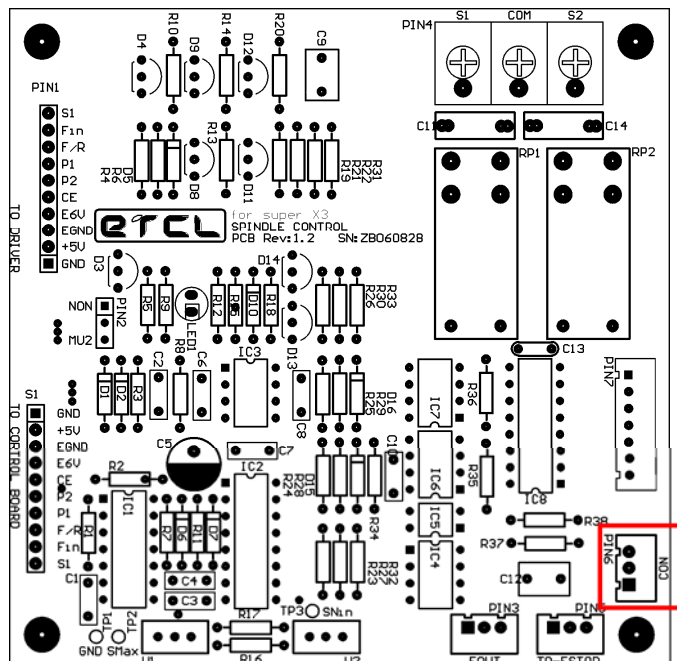 R10
R14
R20
D4
D9
D12
C9
PIN4
S1
COM
S2
PIN1
S1
Fin
F/R
P1
P2
CE
E6V
EGND
+5V
GND
TO DRIVER
R4
R6
D5
D8
R13
D11
R19
R22
R21
R31
C11
C14
RP1
RP2
ETCL
for super X3
SPINDLE CONTROL
PCB Rev:1.2 SN:ZB060828
D3
D14
NON
PIN2
MU2
R5
R9
LED1
R12
D10
R18
R26
R30
R33
D13
C13
R8
IC3
D1
D2
R3
C2
C6
C8
R25
R29
D16
IC7
R36
PIN7
S1
GND
+5V
EGND
E6V
CE
P2
P1
F/R
Fin
S1
TO CONTROL BOARD
C5
C7
R2
IC1
IC2
R24
R28
D15
R34
IC6
R35
IC8
R1
R7
D6
R11
D7
IC5
IC4
R38
R37
PIN6
CON
C1
C4
C3
R23
R27
R32
C12
TP1
TP2
GND
SMax
R17
R16
TP3
SNin
PIN3